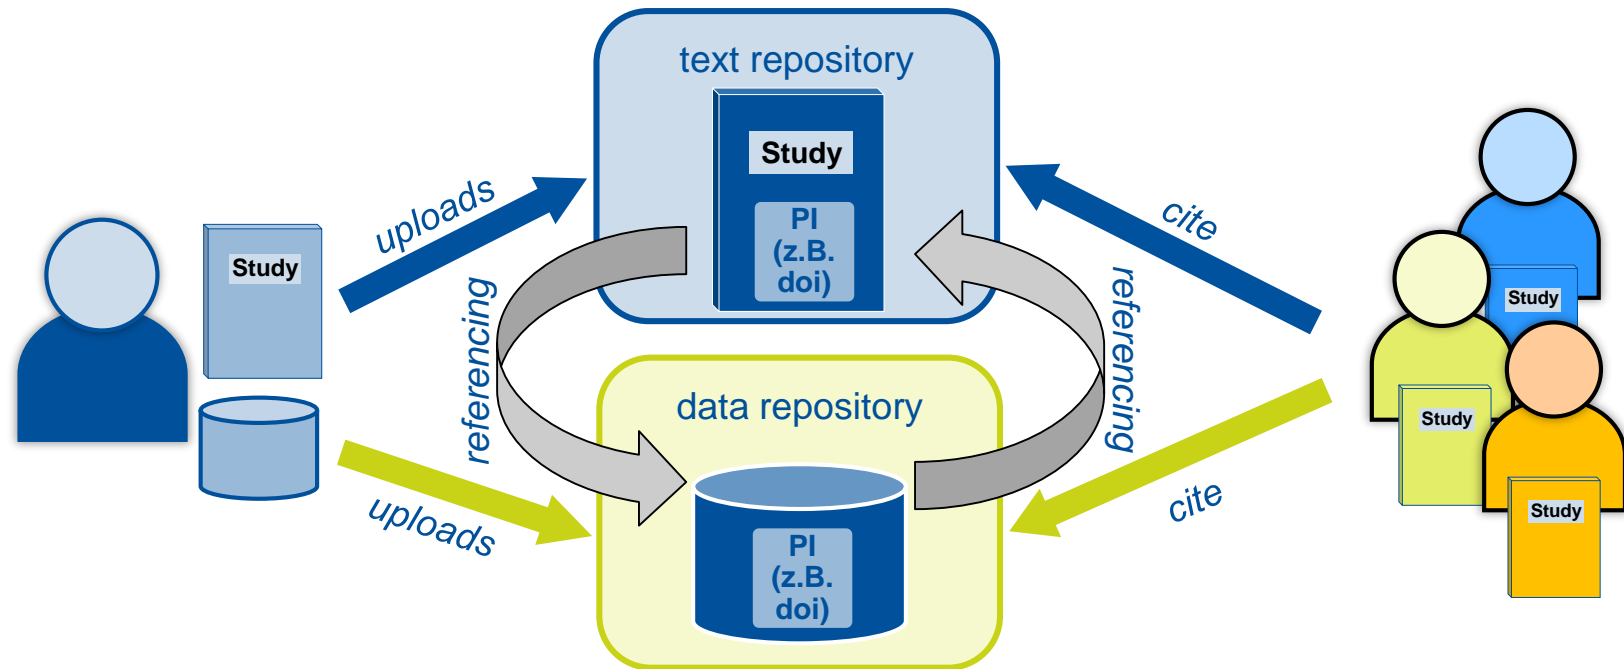 text repository
Study
PI
(z.B.
doi)
uploads
cite
Study
referencing
referencing
Study
data repository
Study
Study
uploads
cite
PI
(z.B.
doi)